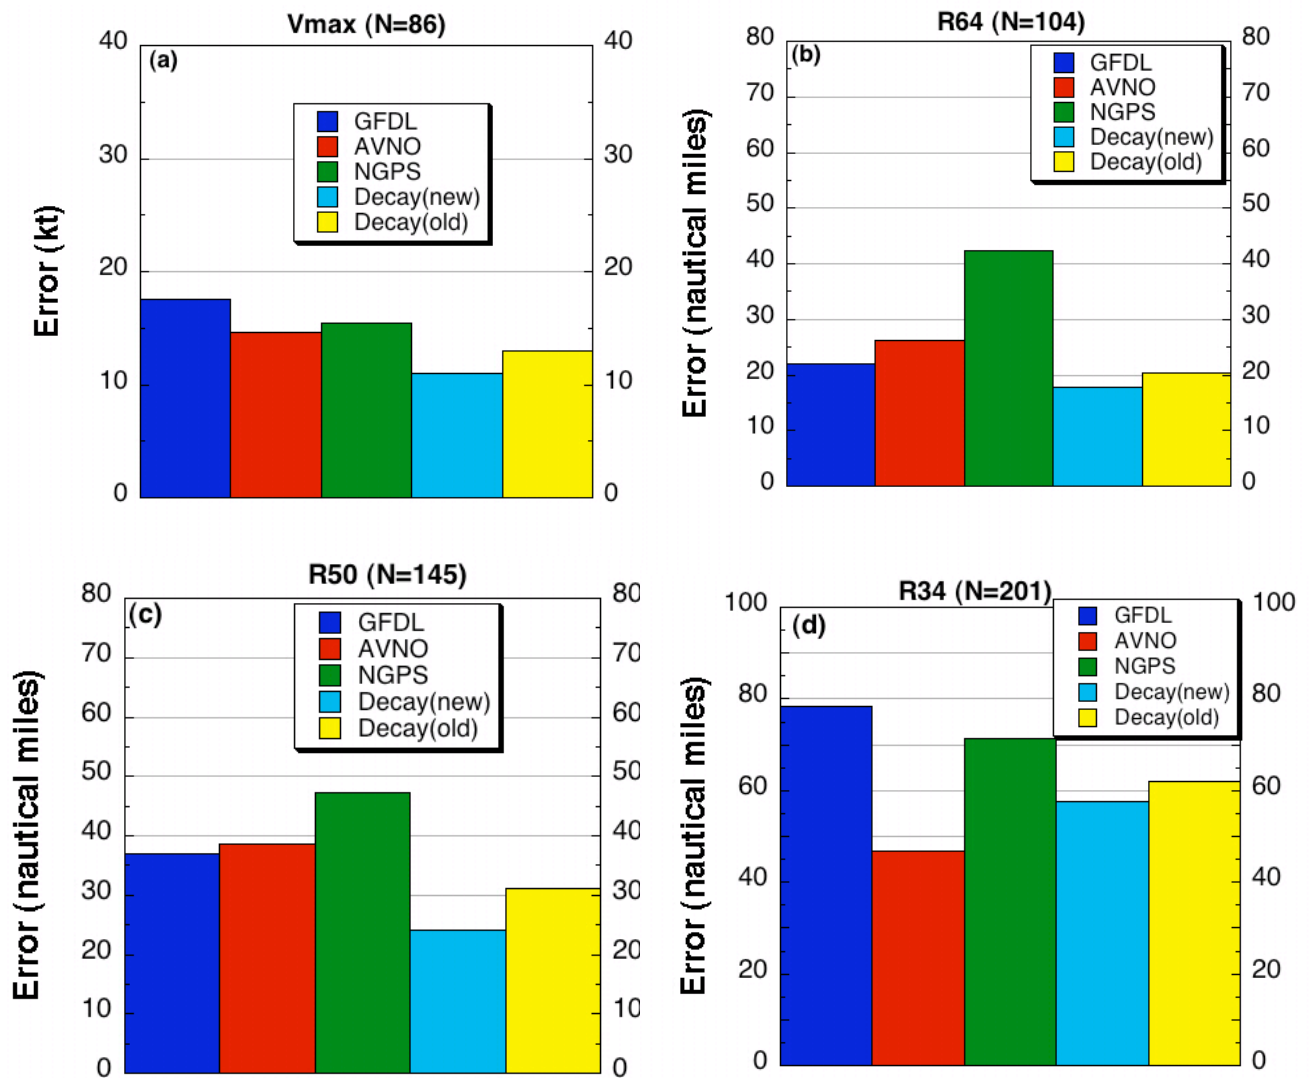 Vmax (N=86)
(a)
Error (kt)
40
30
20
10
0
40
30
20
10
0
GFDL
AVNO
NGPS
Decay(new)
Decay(old)
R64 (N=104)
(b)
Error (nautical miles)
80
70
60
50
40
30
20
10
0
80
70
60
50
40
30
20
10
0
GFDL
AVNO
NGPS
Decay(new)
Decay(old)
R50 (N=145)
(c)
Error (nautical miles)
80
70
60
50
40
30
20
10
0
80
70
60
50
40
30
20
10
0
GFDL
AVNO
NGPS
Decay(new)
Decay(old)
R34 (N=201)
(d)
Error (nautical miles)
100
80
60
40
20
0
100
80
60
40
20
0
GFDL
AVNO
NGPS
Decay(new)
Decay(old)